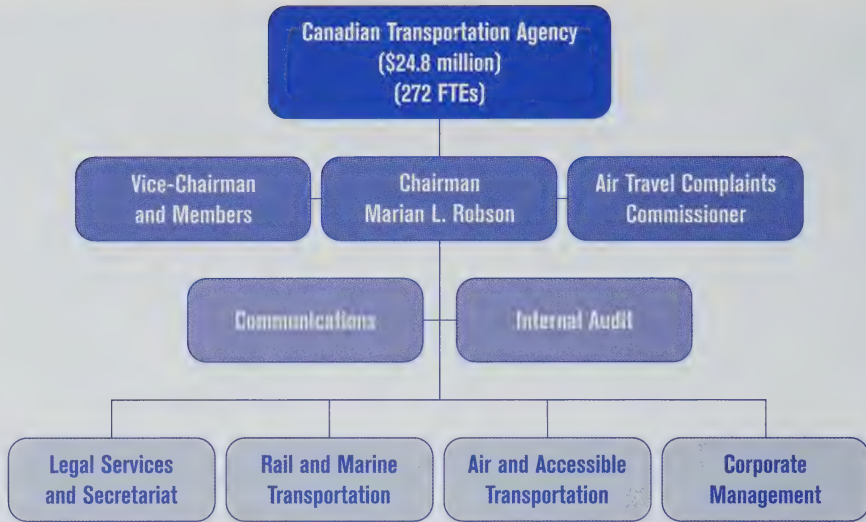 Canadian Transportation Agency
($24.8 million)
(272 FTEs)
Vice-Chairman
and Members
Chairman
Marian L. Robson
Air Travel Complaints
Commissioner
Communications
Internal Audit
Legal Services
and Secretariat
Rail and Marine
Transportation
Air and Accessible
Transportation
Corporate
Management